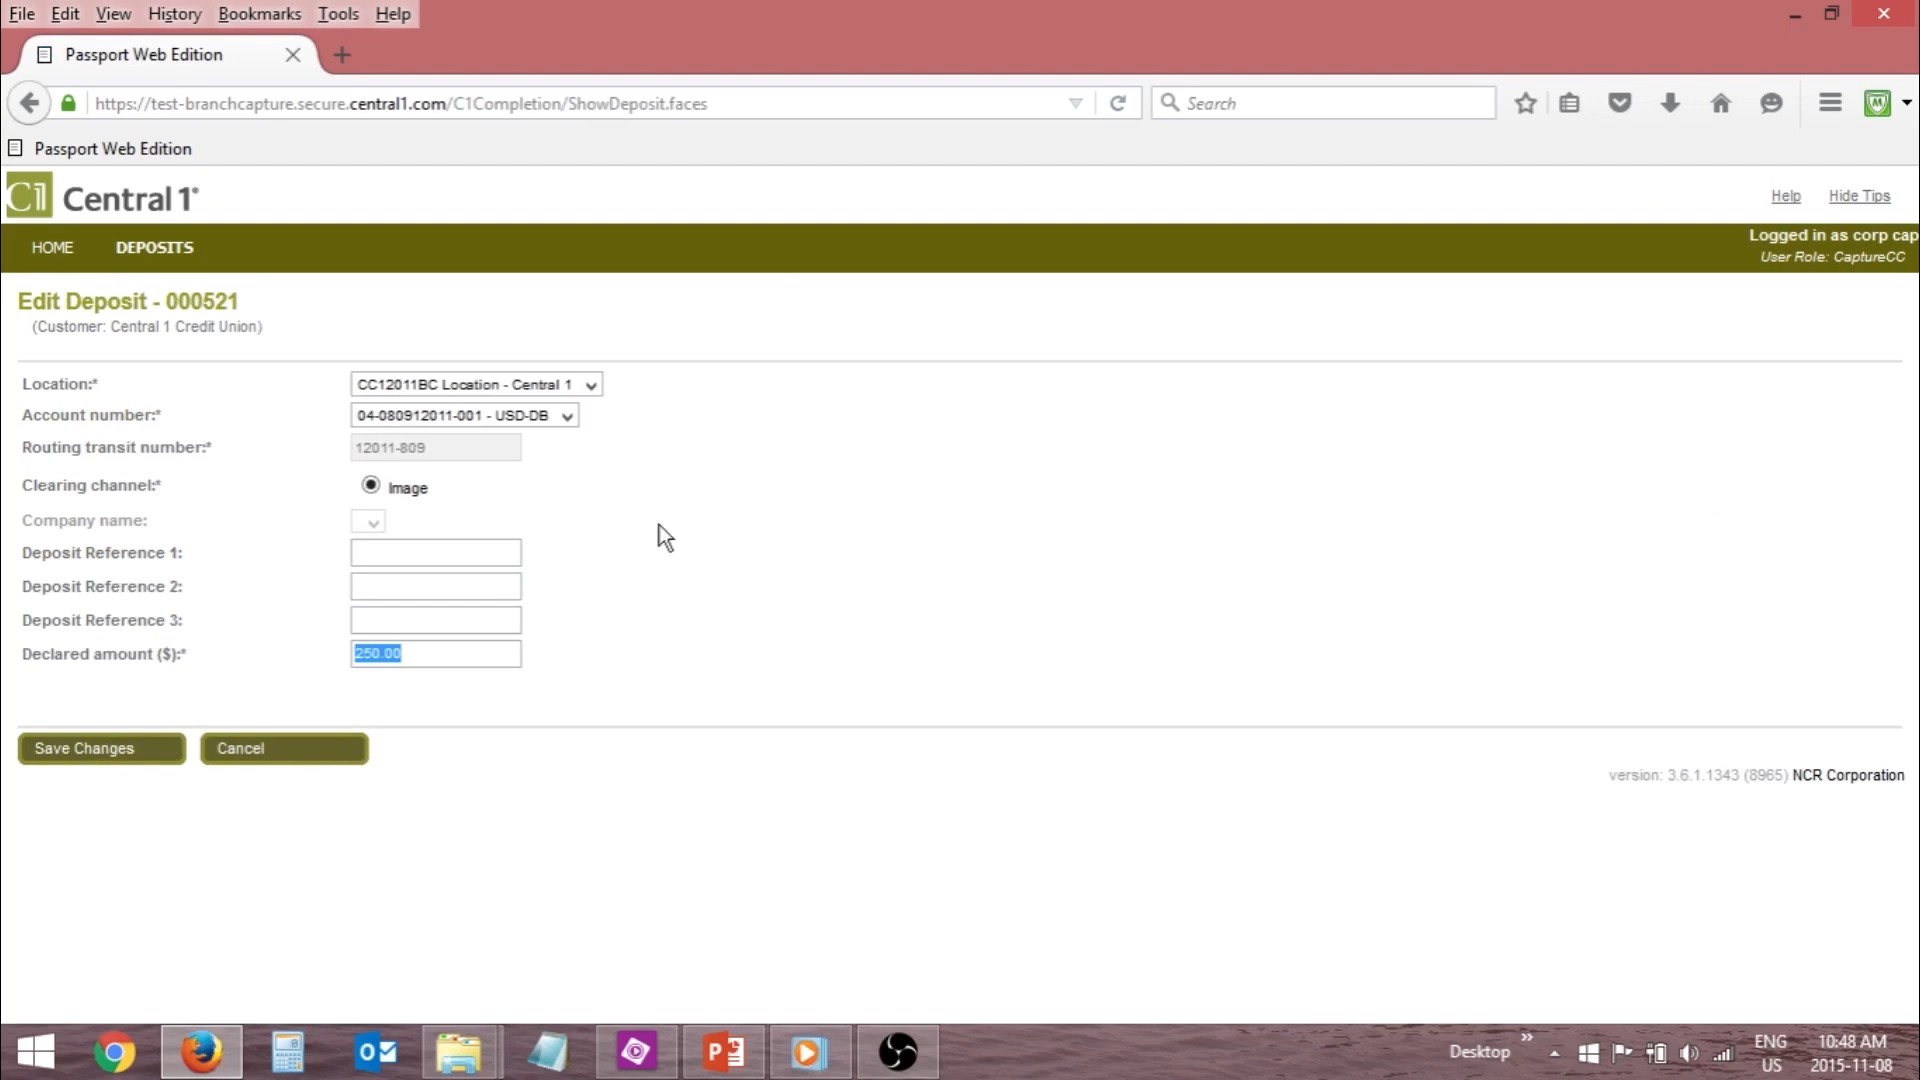 File Edit View History Bookmarks Tools Help
Passport Web Edition
https://test-branchcapture.secure.central1.com/C1Completion/ShowDeposit.faces
Search
Passport Web Edition
C1 Central 1®
Help Hide Tips
HOME DEPOSITS
Logged in as corp cap
User Role: CaptureCC
Edit Deposit - 000521
(Customer: Central 1 Credit Union)
Location:* CC12011BC Location - Central 1
Account number:* 04-080912011-001 - USD-DB
Routing transit number:* 12011-809
Clearing channel:* Image
Company name:
Deposit Reference 1:
Deposit Reference 2:
Deposit Reference 3:
Declared amount ($):* 250.00
Save Changes Cancel
version: 3.6.1.1343 (8965) NCR Corporation
Desktop
ENG
US
10:48 AM
2015-11-08